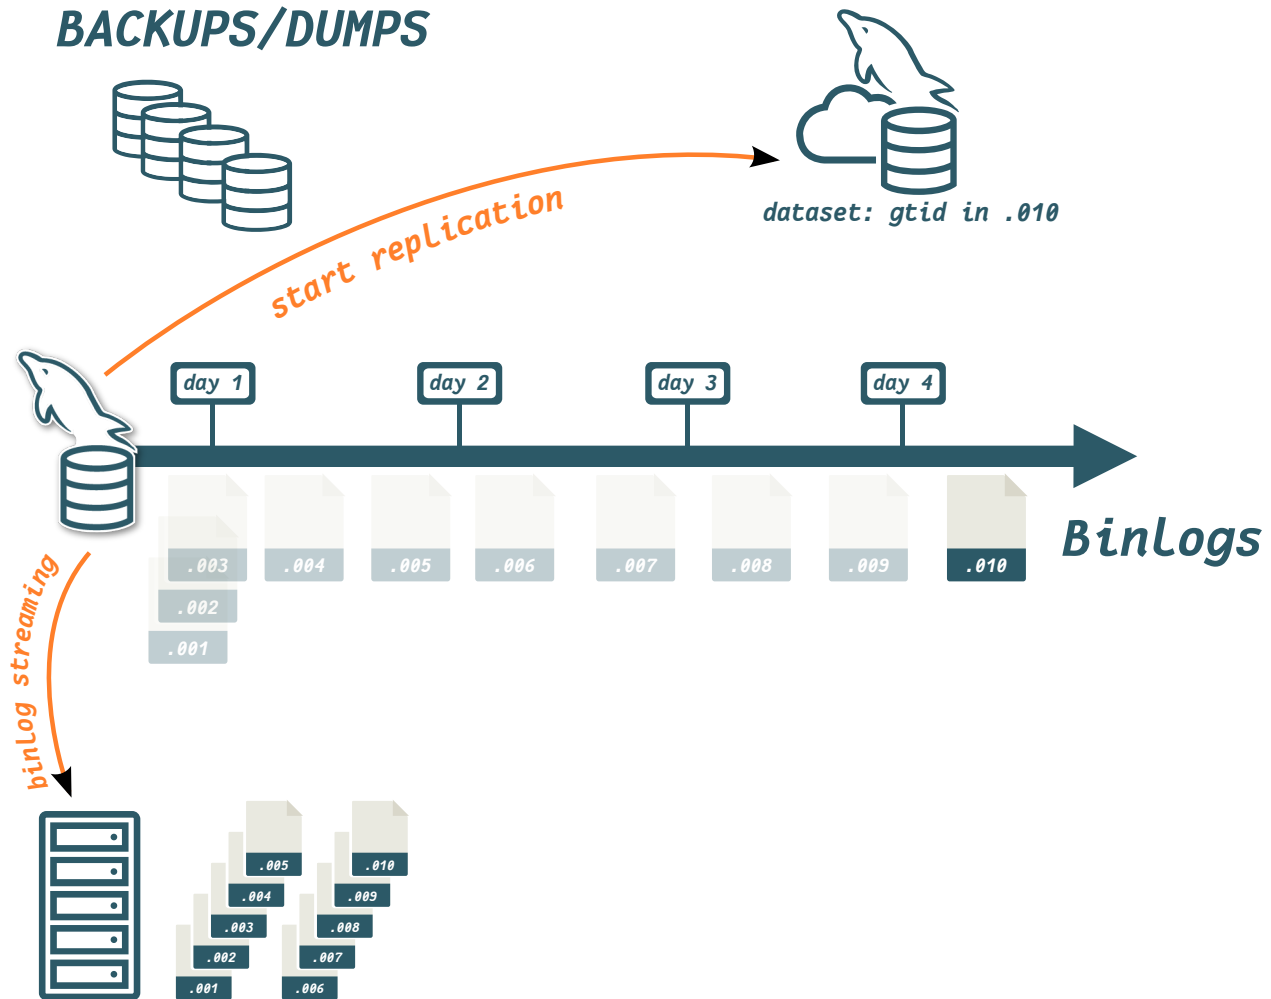 BACKUPS/DUMPS
dataset: gtid in .010
start replication
day 1
day 2
day 3
day 4
Binlogs
.003
.004
.005
.006
.007
.008
.009
.010
.002
.001
binlog streaming
.005
.010
.004
.009
.003
.008
.002
.007
.001
.006